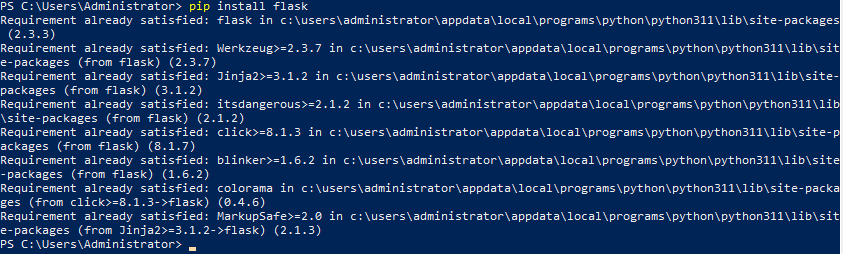 PS C:\Users\Administrator> pip install flask
Requirement already satisfied: flask in c:\users\administrator\appdata\local\programs\python\python311\lib\site-packages
 (2.3.3)
Requirement already satisfied: Werkzeug>=2.3.7 in c:\users\administrator\appdata\local\programs\python\python311\lib\sit
e-packages (from flask) (2.3.7)
Requirement already satisfied: Jinja2>=3.1.2 in c:\users\administrator\appdata\local\programs\python\python311\lib\site-
packages (from flask) (3.1.2)
Requirement already satisfied: itsdangerous>=2.1.2 in c:\users\administrator\appdata\local\programs\python\python311\lib
\site-packages (from flask) (2.1.2)
Requirement already satisfied: click>=8.1.3 in c:\users\administrator\appdata\local\programs\python\python311\lib\site-p
ackages (from flask) (8.1.7)
Requirement already satisfied: blinker>=1.6.2 in c:\users\administrator\appdata\local\programs\python\python311\lib\site
-packages (from flask) (1.6.2)
Requirement already satisfied: colorama in c:\users\administrator\appdata\local\programs\python\python311\lib\site-packa
ges (from click>=8.1.3->flask) (0.4.6)
Requirement already satisfied: MarkupSafe>=2.0 in c:\users\administrator\appdata\local\programs\python\python311\lib\sit
e-packages (from Jinja2>=3.1.2->flask) (2.1.3)
PS C:\Users\Administrator>